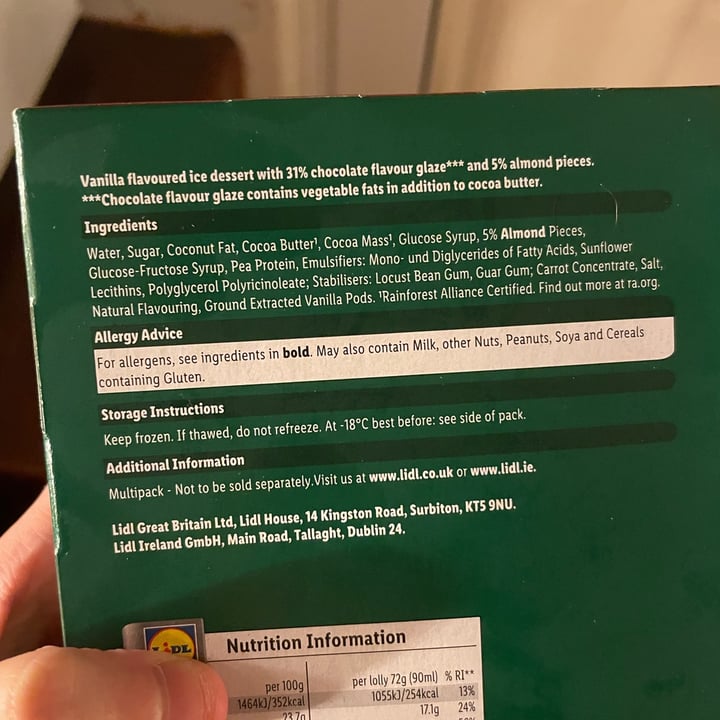 Vanilla flavoured ice dessert with 31% chocolate flavour glaze*** and 5% almond pieces.
***Chocolate flavour glaze contains vegetable fats in addition to cocoa butter.
Ingredients
Water, Sugar, Coconut Fat, Cocoa Butter¹, Cocoa Mass¹, Glucose Syrup, 5% Almond Pieces,
Glucose-Fructose Syrup, Pea Protein, Emulsifiers: Mono- und Diglycerides of Fatty Acids, Sunflower
Lecithins, Polyglycerol Polyricinoleate; Stabilisers: Locust Bean Gum, Guar Gum; Carrot Concentrate, Salt,
Natural Flavouring, Ground Extracted Vanilla Pods. ¹Rainforest Alliance Certified. Find out more at ra.org.
Allergy Advice
For allergens, see ingredients in bold. May also contain Milk, other Nuts, Peanuts, Soya and Cereals
containing Gluten.
Storage Instructions
Keep frozen. If thawed, do not refreeze. At -18°C best before: see side of pack.
Additional Information
Multipack - Not to be sold separately.Visit us at www.lidl.co.uk or www.lidl.ie.
Lidl Great Britain Ltd, Lidl House, 14 Kingston Road, Surbiton, KT5 9NU.
Lidl Ireland GmbH, Main Road, Tallaght, Dublin 24.
LIDL
Nutrition Information
per 100g per lolly 72g (90ml) % RI**
1464kJ/352kcal 1055kJ/254kcal 13%
23.7g 17.1g 24%